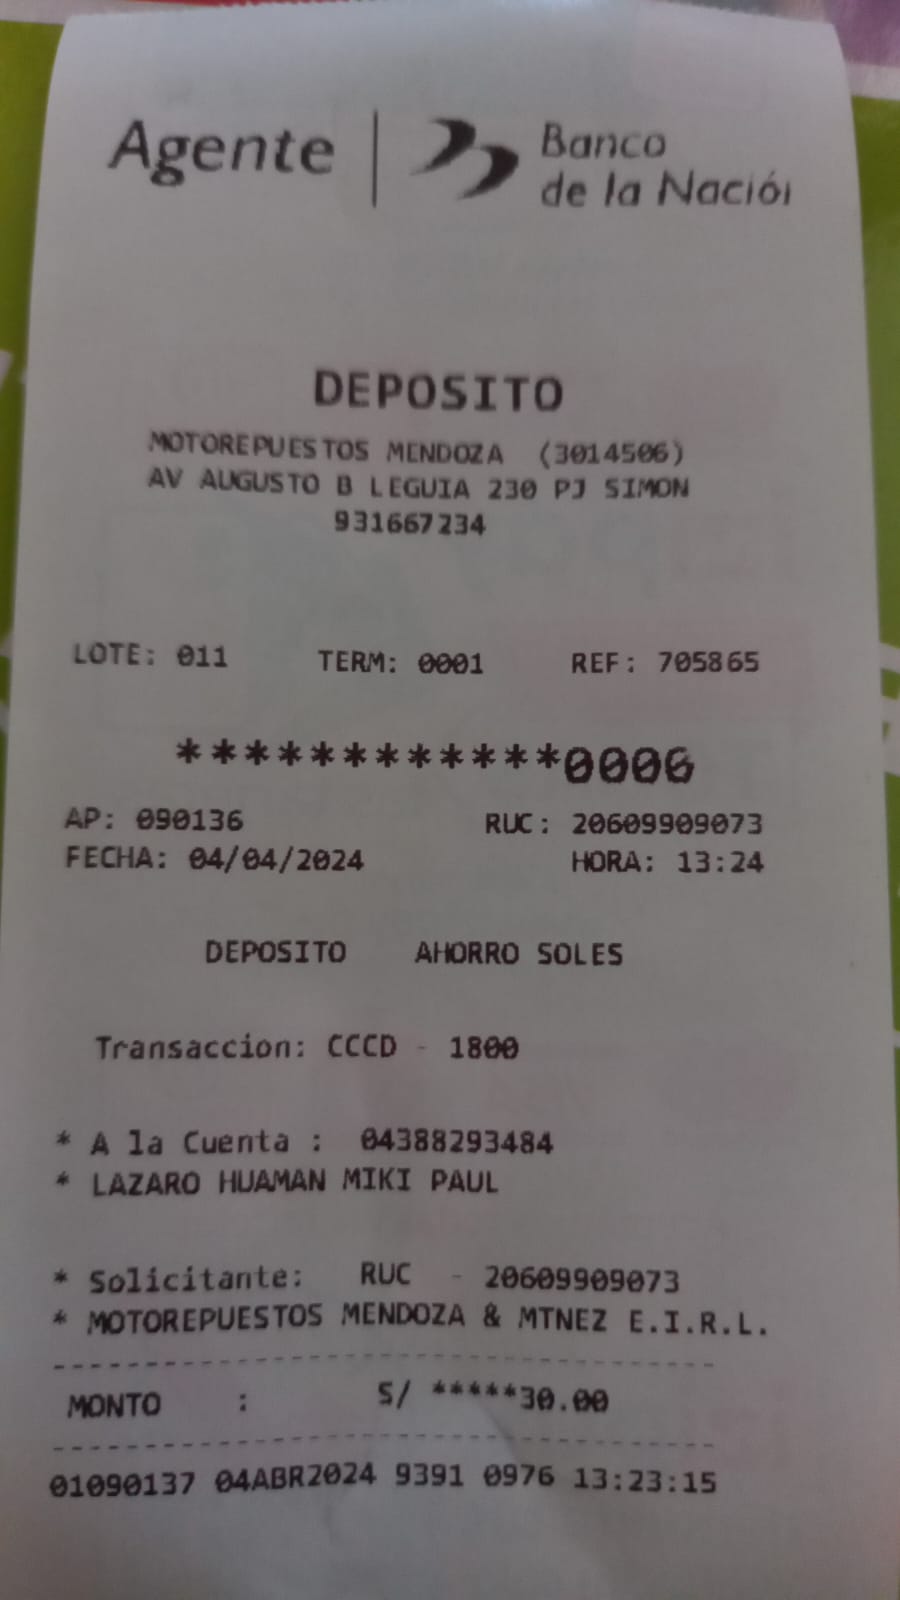 Agente | Banco
de la Nación
DEPOSITO
MOTOREPUESTOS MENDOZA (3014506)
AV AUGUSTO B LEGUIA 230 PJ SIMON
931667234
LOTE: 011 TERM: 0001 REF: 705865
************0006
AP: 090136 RUC: 20609909073
FECHA: 04/04/2024 HORA: 13:24
DEPOSITO AHORRO SOLES
Transaccion: CCCD - 1800
* A la Cuenta : 04388293484
* LAZARO HUAMAN MIKI PAUL
* Solicitante: RUC - 20609909073
* MOTOREPUESTOS MENDOZA & MTNEZ E.I.R.L.
MONTO : S/ *****30.00
01090137 04ABR2024 9391 0976 13:23:15